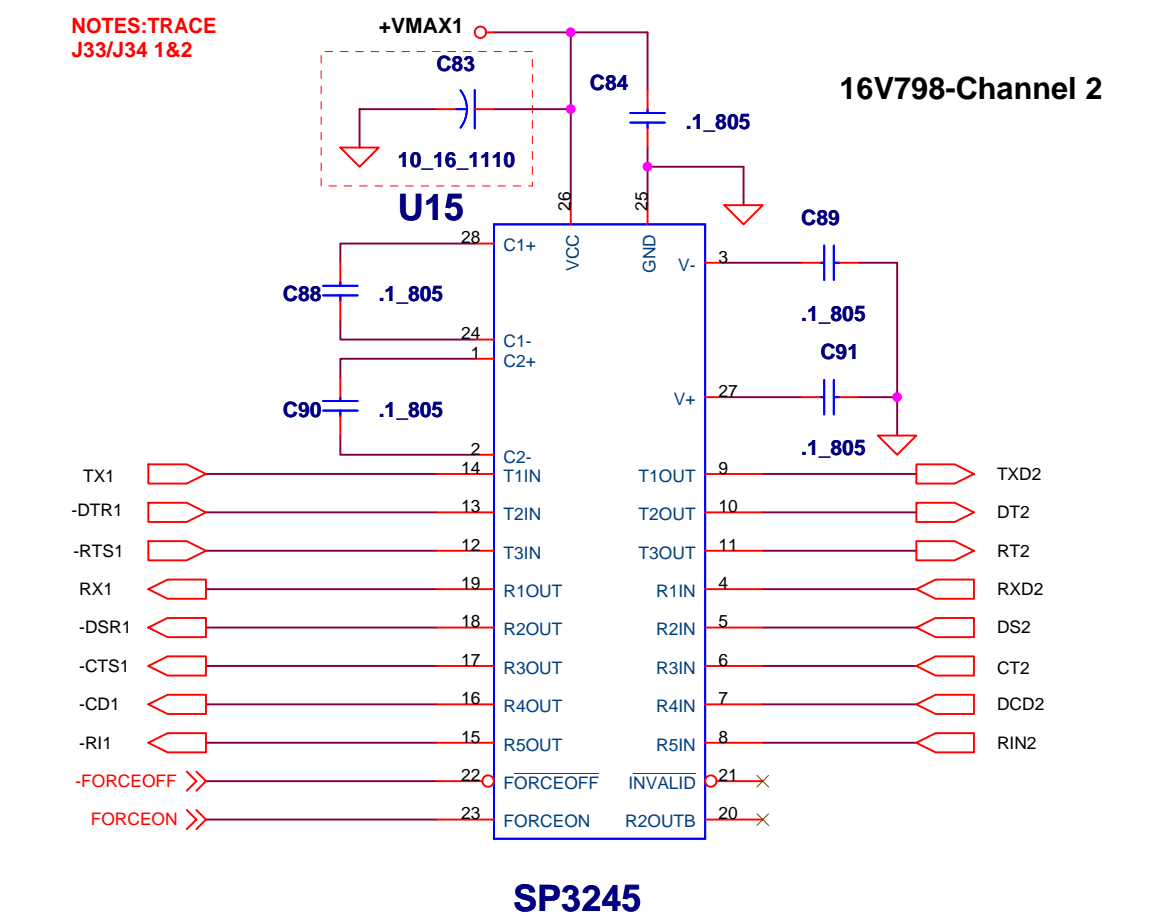 NOTES:TRACE
J33/J34 1&2
+VMAX1
C83
C84
16V798-Channel 2
.1_805
10_16_1110
U15
26
25
C89
28
C1+
VCC
GND
V-
3
C88
.1_805
.1_805
24
C1-
C91
1
C2+
V+
27
C90
.1_805
.1_805
2
C2-
TX1
14
T1IN
T1OUT
9
TXD2
-DTR1
13
T2IN
T2OUT
10
DT2
-RTS1
12
T3IN
T3OUT
11
RT2
RX1
19
R1OUT
R1IN
4
RXD2
-DSR1
18
R2OUT
R2IN
5
DS2
-CTS1
17
R3OUT
R3IN
6
CT2
-CD1
16
R4OUT
R4IN
7
DCD2
-RI1
15
R5OUT
R5IN
8
RIN2
-FORCEOFF
22
FORCEOFF
INVALID
21
FORCEON
23
FORCEON
R2OUTB
20
SP3245